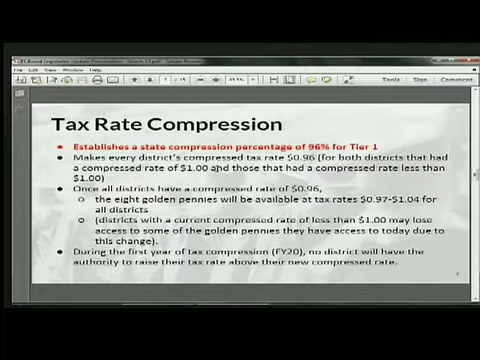 Tools
Sign
Comment
Tax Rate Compression
• Establishes a state compression percentage of 96% for Tier 1
• Makes every district's compressed tax rate $0.96 (for both districts that had
a compressed rate of $1.00 and those that had a compressed rate less than
$1.00)
• Once all districts have a compressed rate of $0.96,
o the eight golden pennies will be available at tax rates $0.97-$1.04 for
all districts
o (districts with a current compressed rate of less than $1.00 may lose
access to some of the golden pennies they have access to today due to
this change).
• During the first year of tax compression (FY20), no district will have the
authority to raise their tax rate above their new compressed rate.